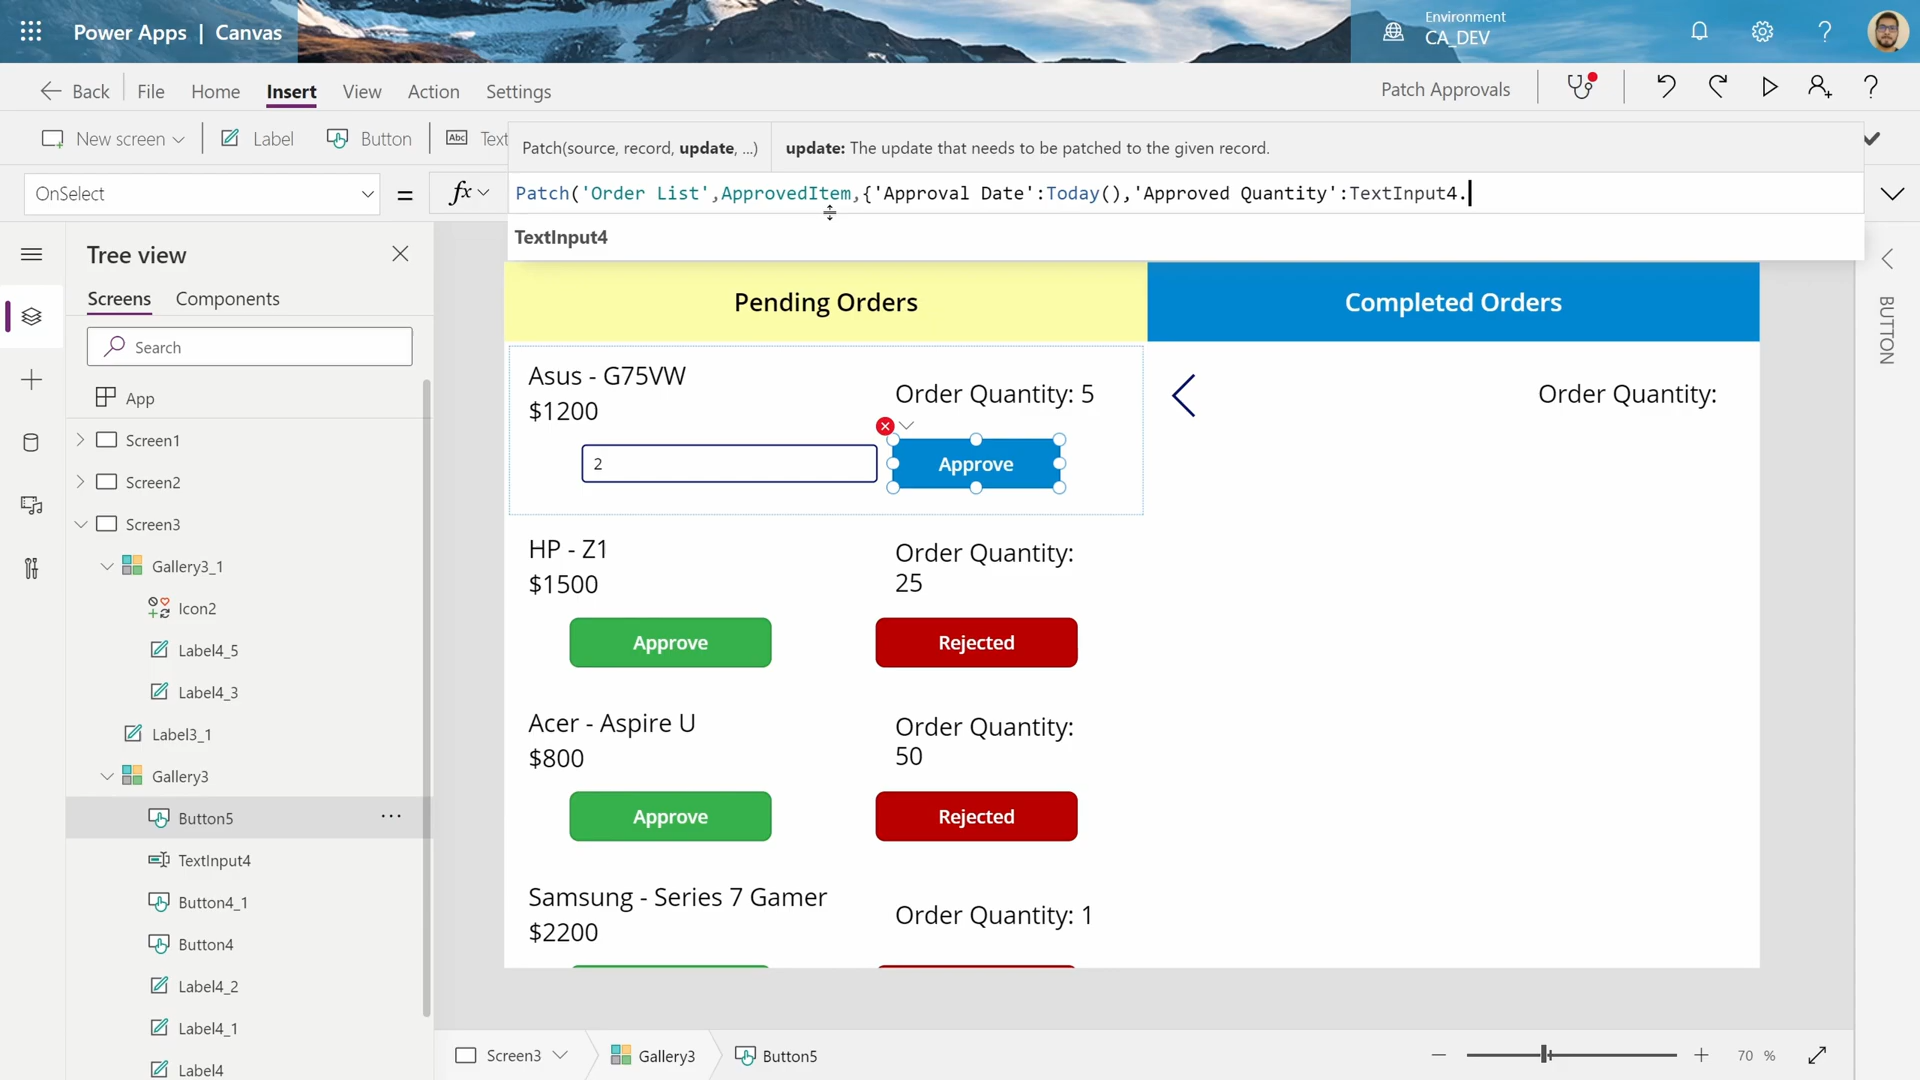 Power Apps | Canvas
Environment
CA_DEV
Back File Home Insert View Action Settings
Patch Approvals
New screen Label Button Abc Text
Patch(source, record, update, ...) update: The update that needs to be patched to the given record.
OnSelect = fx Patch('Order List',ApprovedItem,{'Approval Date':Today(),'Approved Quantity':TextInput4.
TextInput4
Tree view
Screens Components
Search
App
Screen1
Screen2
Screen3
Gallery3_1
Icon2
Label4_5
Label4_3
Label3_1
Gallery3
Button5 ...
TextInput4
Button4_1
Button4
Label4_2
Label4_1
Label4
Pending Orders
Asus - G75VW
$1200
Order Quantity: 5
2
Approve
HP - Z1
$1500
Order Quantity:
25
Approve Rejected
Acer - Aspire U
$800
Order Quantity:
50
Approve Rejected
Samsung - Series 7 Gamer
$2200
Order Quantity: 1
Completed Orders
Order Quantity:
BUTTON
Screen3 Gallery3 Button5
70 %